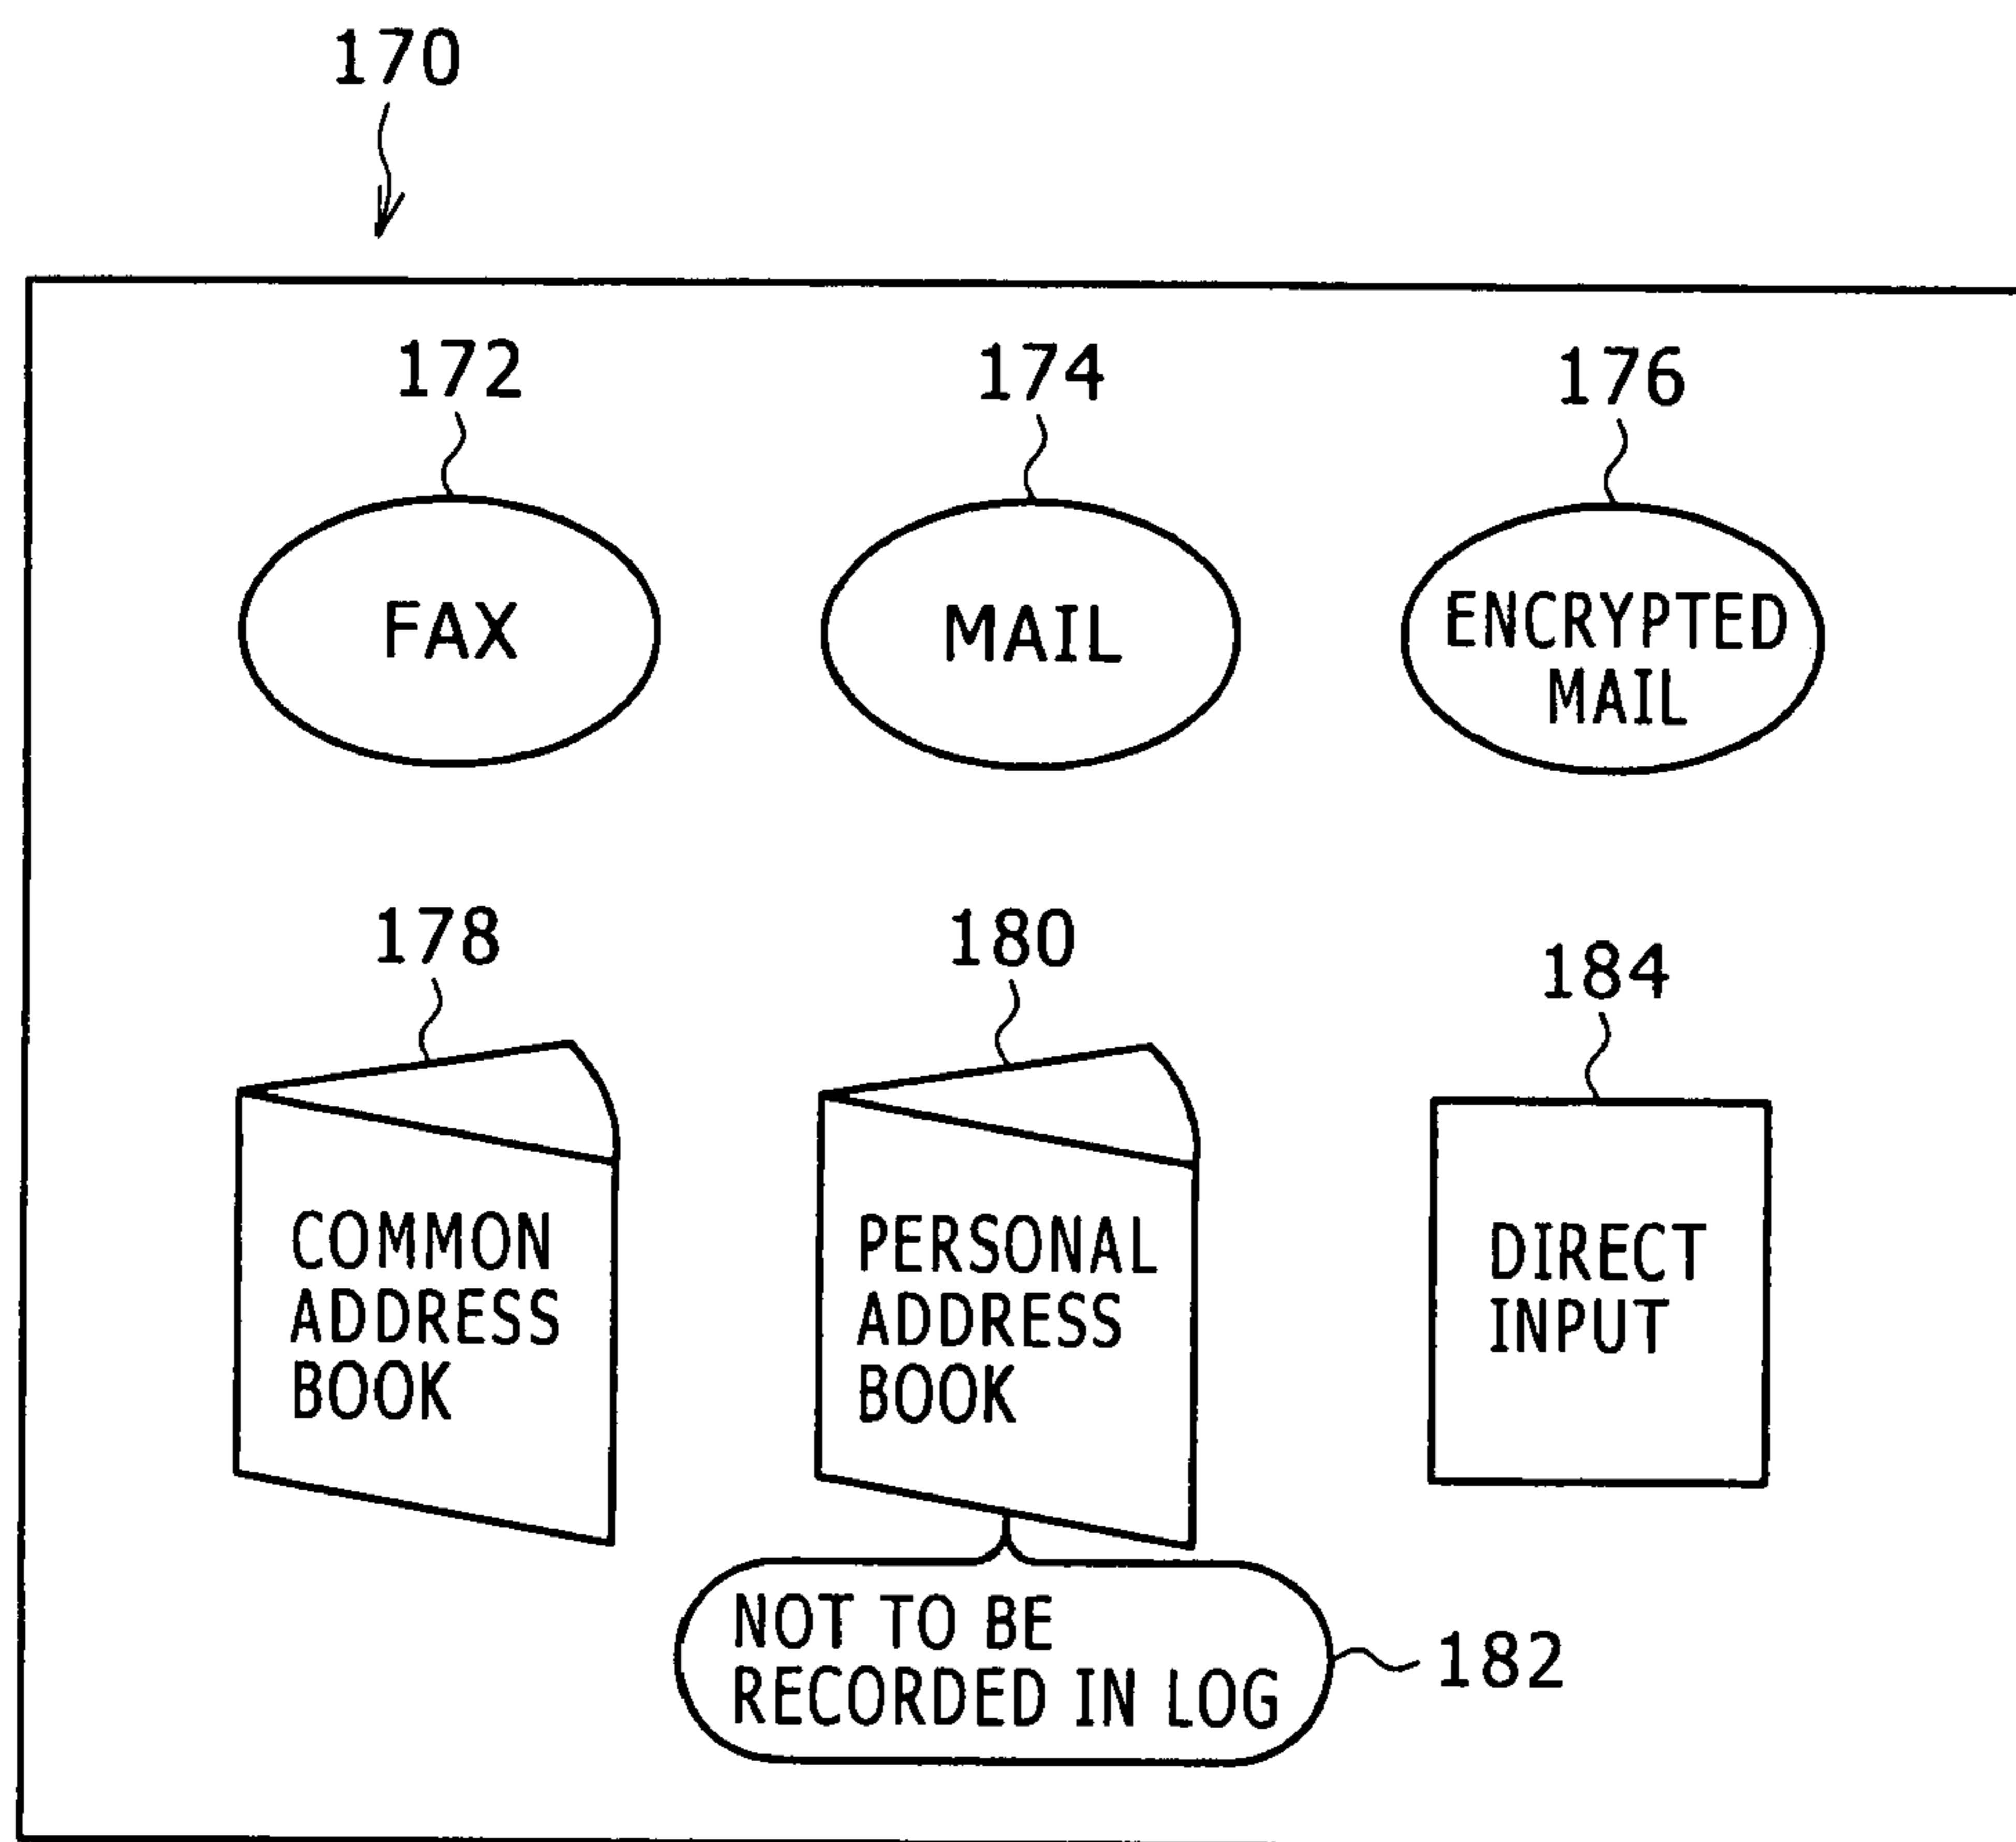 170
172
174
176
FAX
MAIL
ENCRYPTED
MAIL
178
180
184
COMMON
ADDRESS
BOOK
PERSONAL
ADDRESS
BOOK
DIRECT
INPUT
NOT TO BE
RECORDED IN LOG
182